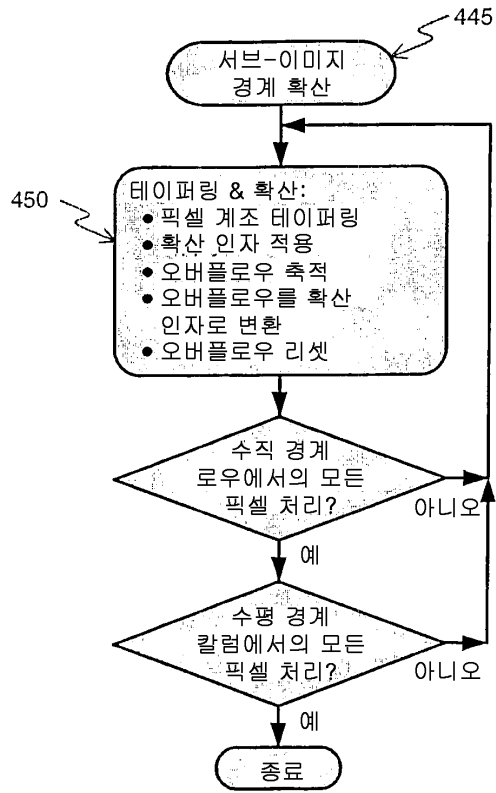 445
서브-이미지
경계 확산
450
테이퍼링 & 확산:
● 픽셀 계조 테이퍼링
● 확산 인자 적용
● 오버플로우 축적
● 오버플로우를 확산
인자로 변환
● 오버플로우 리셋
수직 경계
로우에서의 모든
픽셀 처리?
아니오
예
수평 경계
칼럼에서의 모든
픽셀 처리?
아니오
예
종료